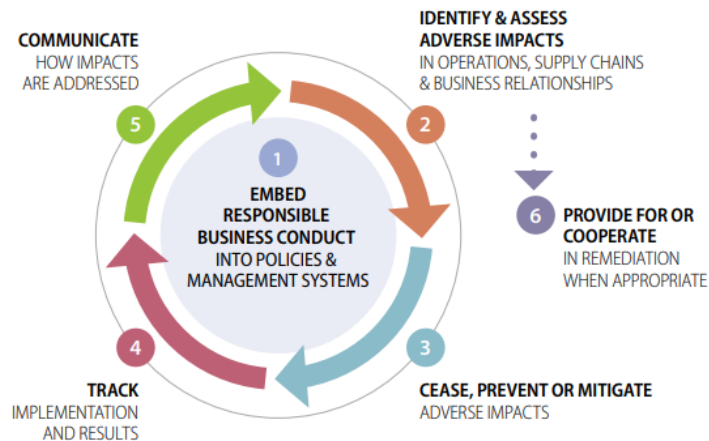 1
EMBED
RESPONSIBLE
BUSINESS CONDUCT
INTO POLICIES &
MANAGEMENT SYSTEMS
2
IDENTIFY & ASSESS
ADVERSE IMPACTS
IN OPERATIONS, SUPPLY CHAINS
& BUSINESS RELATIONSHIPS
3
CEASE, PREVENT OR MITIGATE
ADVERSE IMPACTS
4
TRACK
IMPLEMENTATION
AND RESULTS
5
COMMUNICATE
HOW IMPACTS
ARE ADDRESSED
6
PROVIDE FOR OR
COOPERATE
IN REMEDIATION
WHEN APPROPRIATE